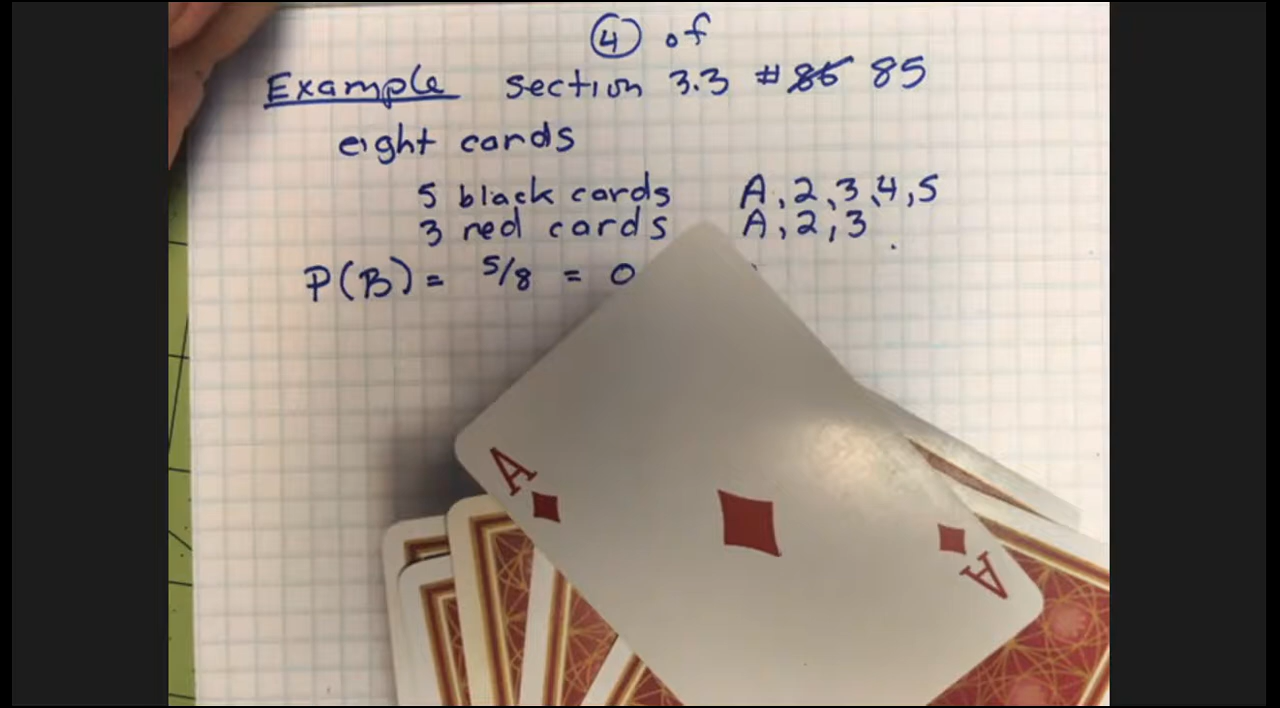 ④ of
Example section 3.3 # 85
eight cards
5 black cards A, 2, 3, 4, 5
3 red cards A, 2, 3
P(B) = 5/8 = 0
A
A